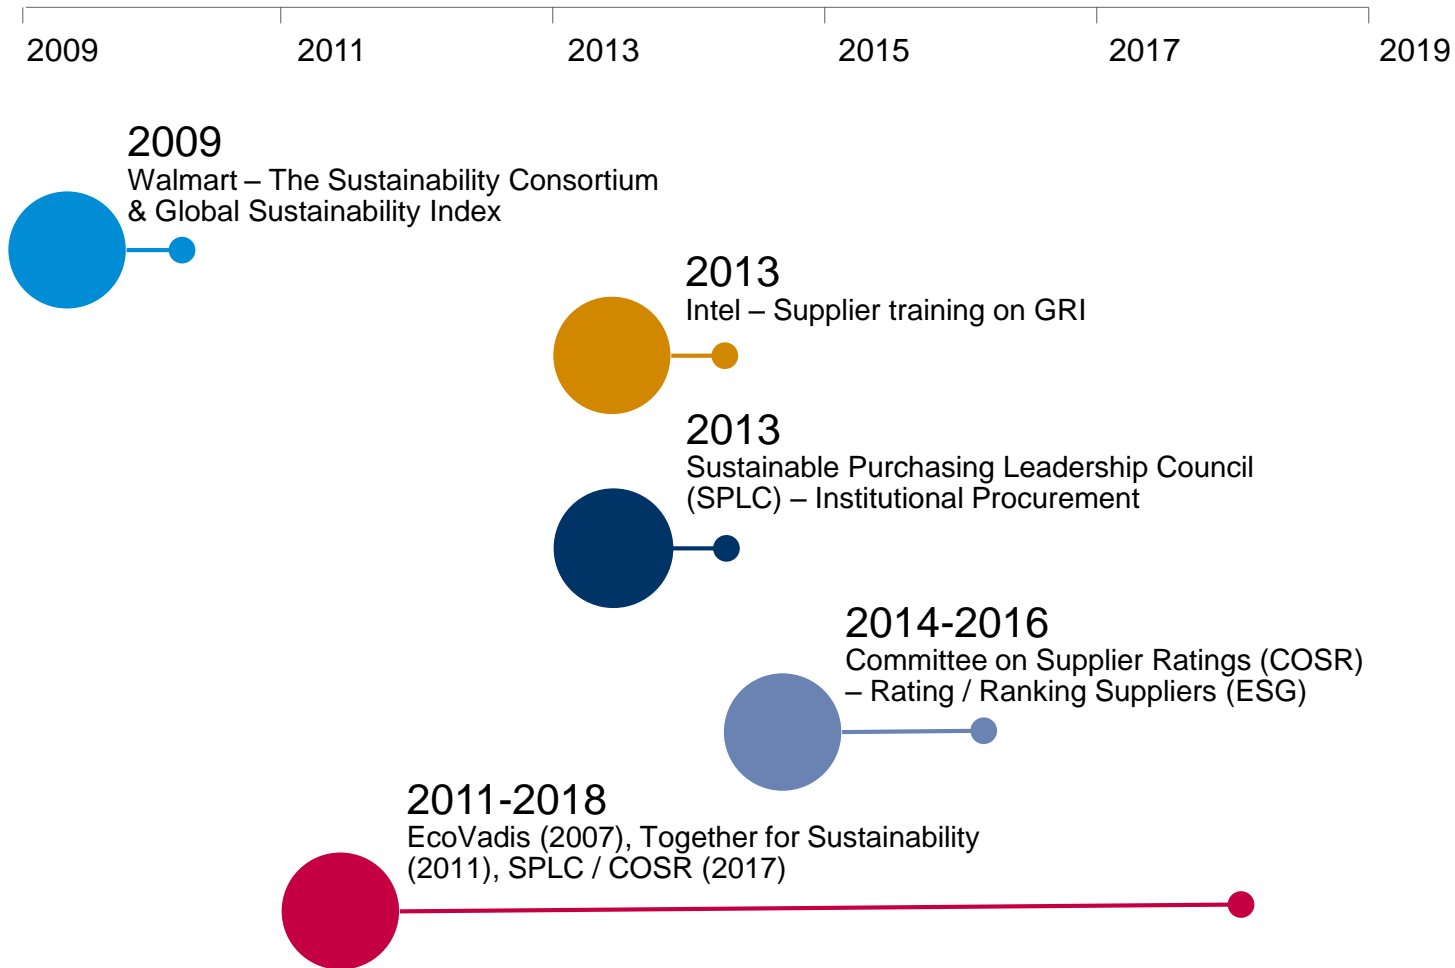 2009 2011 2013 2015 2017 2019
2009
Walmart – The Sustainability Consortium
& Global Sustainability Index
2013
Intel – Supplier training on GRI
2013
Sustainable Purchasing Leadership Council
(SPLC) – Institutional Procurement
2014-2016
Committee on Supplier Ratings (COSR)
– Rating / Ranking Suppliers (ESG)
2011-2018
EcoVadis (2007), Together for Sustainability
(2011), SPLC / COSR (2017)